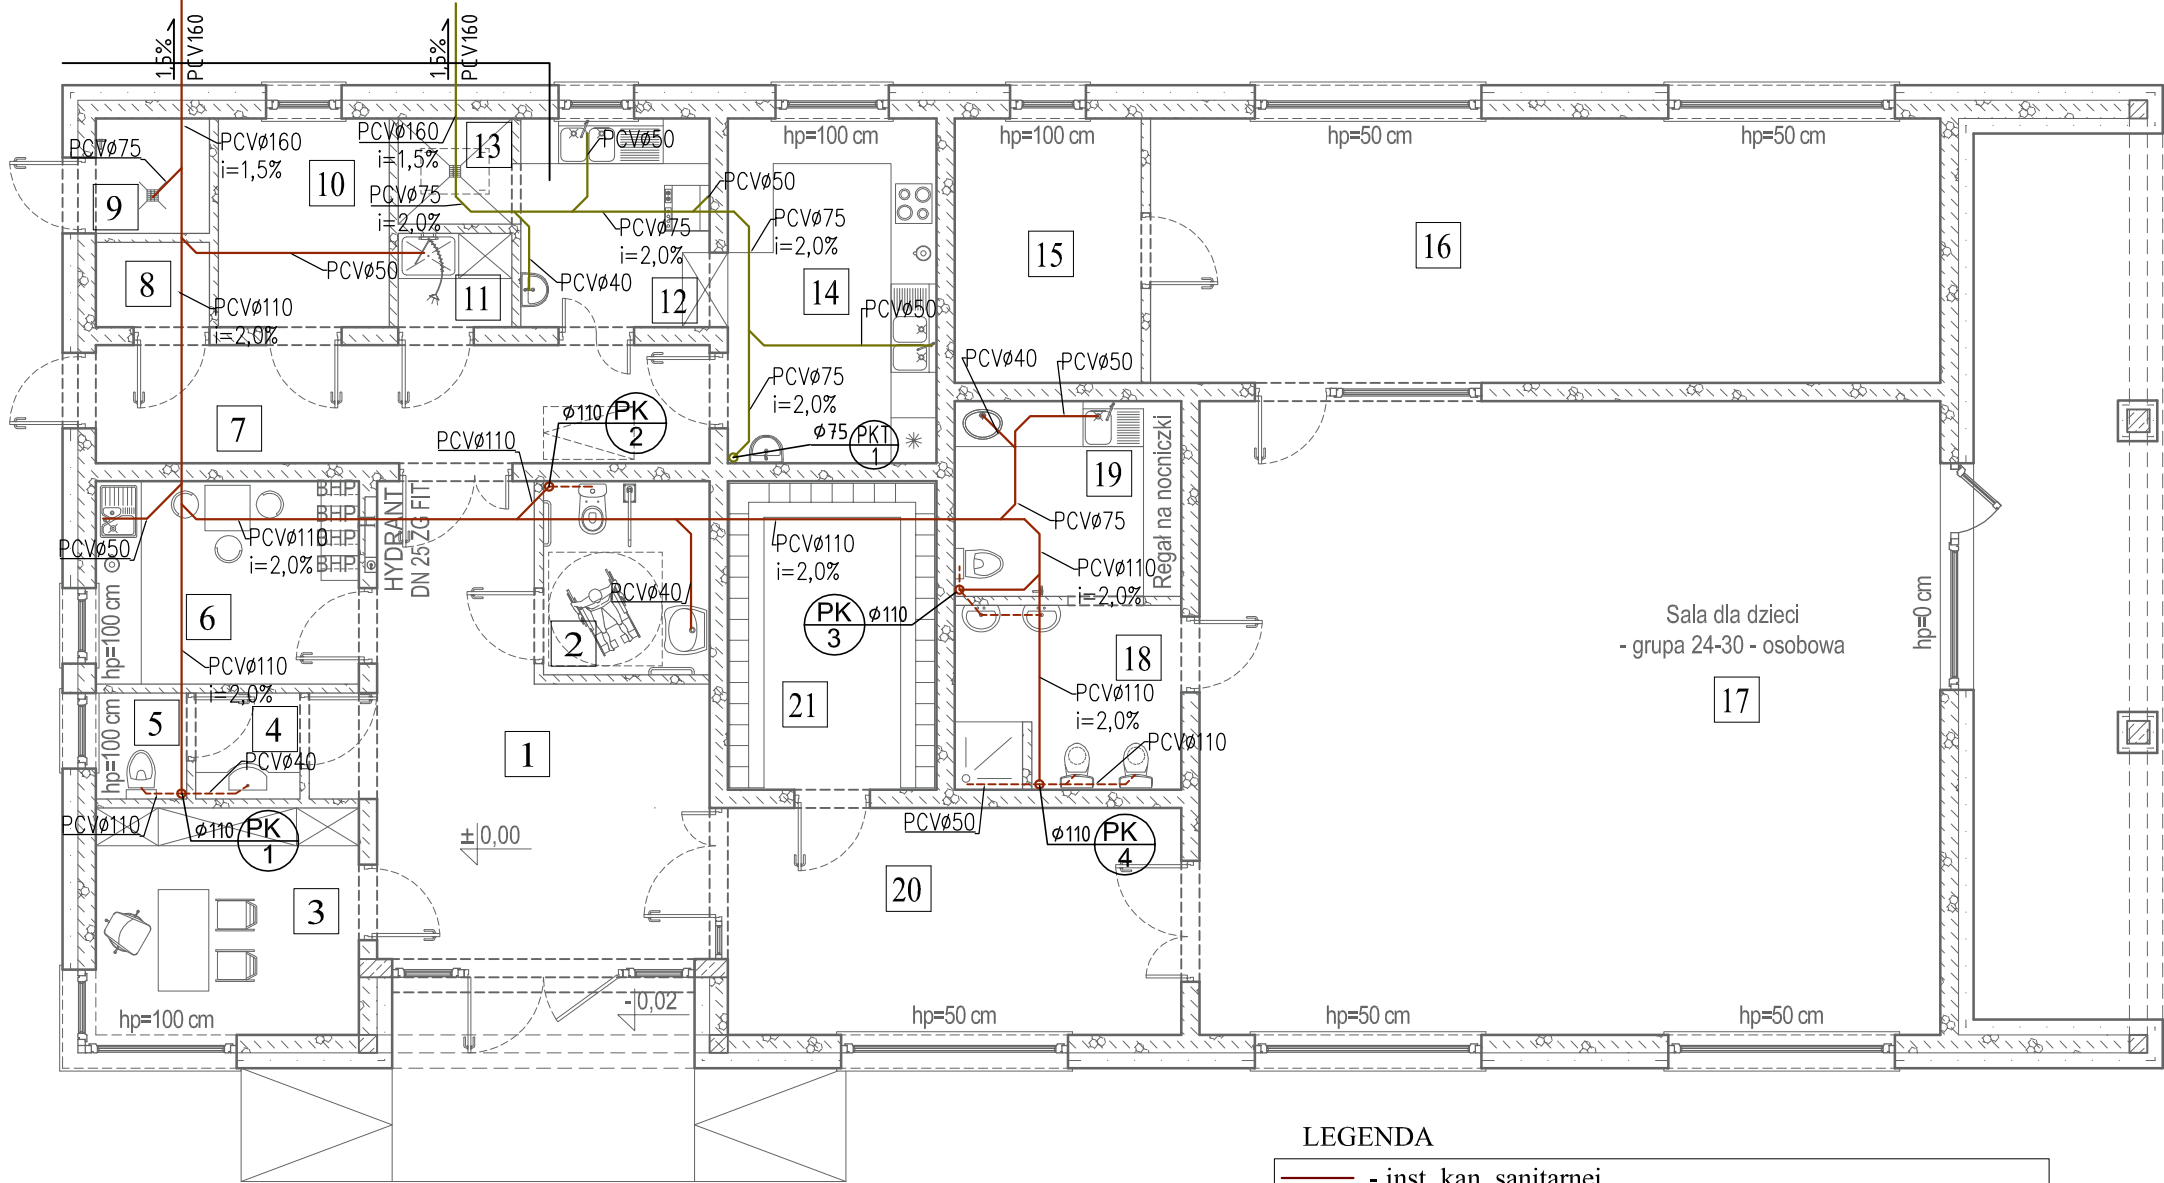 1,5%
PCV160
1,5%
PCV160
PCVø75
PCVø160
i=1,5%
PCVø160
i=1,5%
13
PCVø50
hp=100 cm
hp=100 cm
hp=50 cm
hp=50 cm
9
10
PCVø75
i=2,0%
PCVø50
PCVø75
i=2,0%
PCVø75
i=2,0%
8
PCVø50
11
PCVø40
12
14
15
16
PCVø110
i=2,0%
PCVø50
PCVø40
PCVø50
PCVø75
i=2,0%
7
ø110
PK
2
PCVø110
ø75
PKT
1
19
Regał na nocniczki
PCVø75
BHP
BHP
BHP
BHP
HYDRANT
DN 25 ZG FIT
PCVø50
PCVø110
i=2,0%
PCVø110
i=2,0%
PCVø110
i=2,0%
hp=100 cm
6
PCVø40
2
PK
3
ø110
Sala dla dzieci
- grupa 24-30 - osobowa
hp=0 cm
18
17
PCVø110
i=2,0%
PCVø110
i=2,0%
21
hp=100 cm
5
4
1
PCVø110
PCVø40
PCVø110
ø110
PK
1
±0,00
PCVø50
ø110
PK
4
3
20
-0,02
hp=100 cm
hp=50 cm
hp=50 cm
hp=50 cm
LEGENDA
- inst. kan. sanitarnej